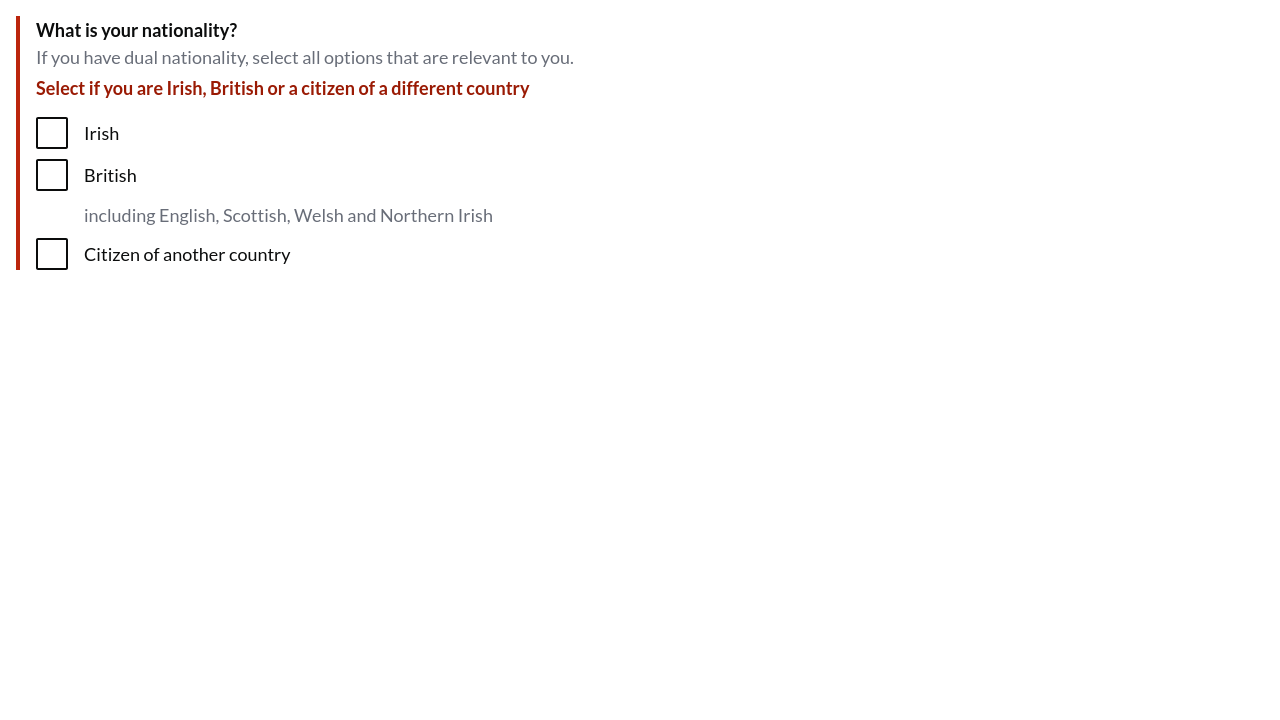 What is your nationality?
If you have dual nationality, select all options that are relevant to you.
Select if you are Irish, British or a citizen of a different country
Irish
British
including English, Scottish, Welsh and Northern Irish
Citizen of another country